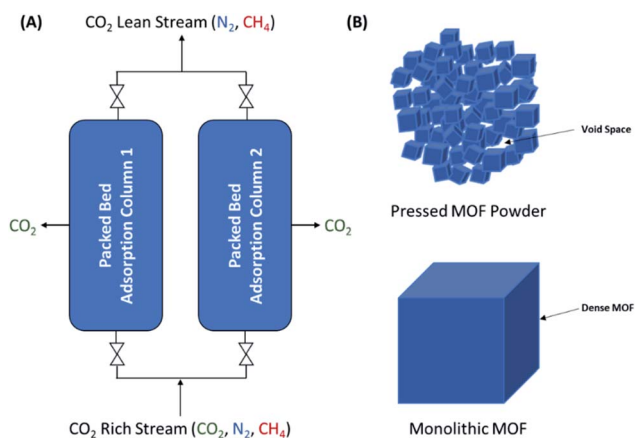 (A)
CO₂ Lean Stream (N₂, CH₄)
Packed Bed
Adsorption Column 1
Packed Bed
Adsorption Column 2
CO₂
CO₂
CO₂ Rich Stream (CO₂, N₂, CH₄)
(B)
Void Space
Pressed MOF Powder
Dense MOF
Monolithic MOF